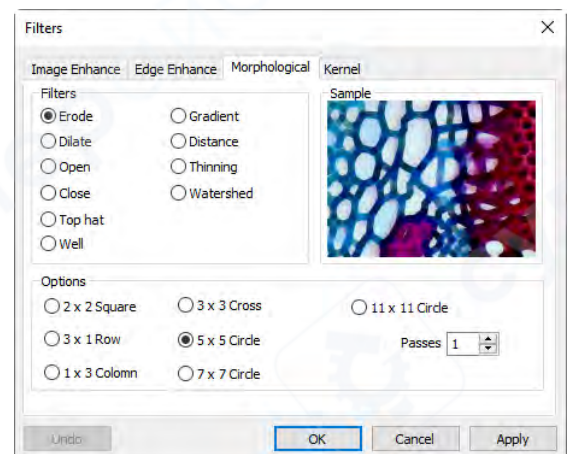 Filters
Image Enhance Edge Enhance Morphological Kernel
Filters
Erode
Dilate
Open
Close
Top hat
Well
Gradient
Distance
Thinning
Watershed
Sample
Options
2 x 2 Square
3 x 1 Row
1 x 3 Colomn
3 x 3 Cross
5 x 5 Circle
7 x 7 Circle
11 x 11 Circle
Passes 1
Undo OK Cancel Apply